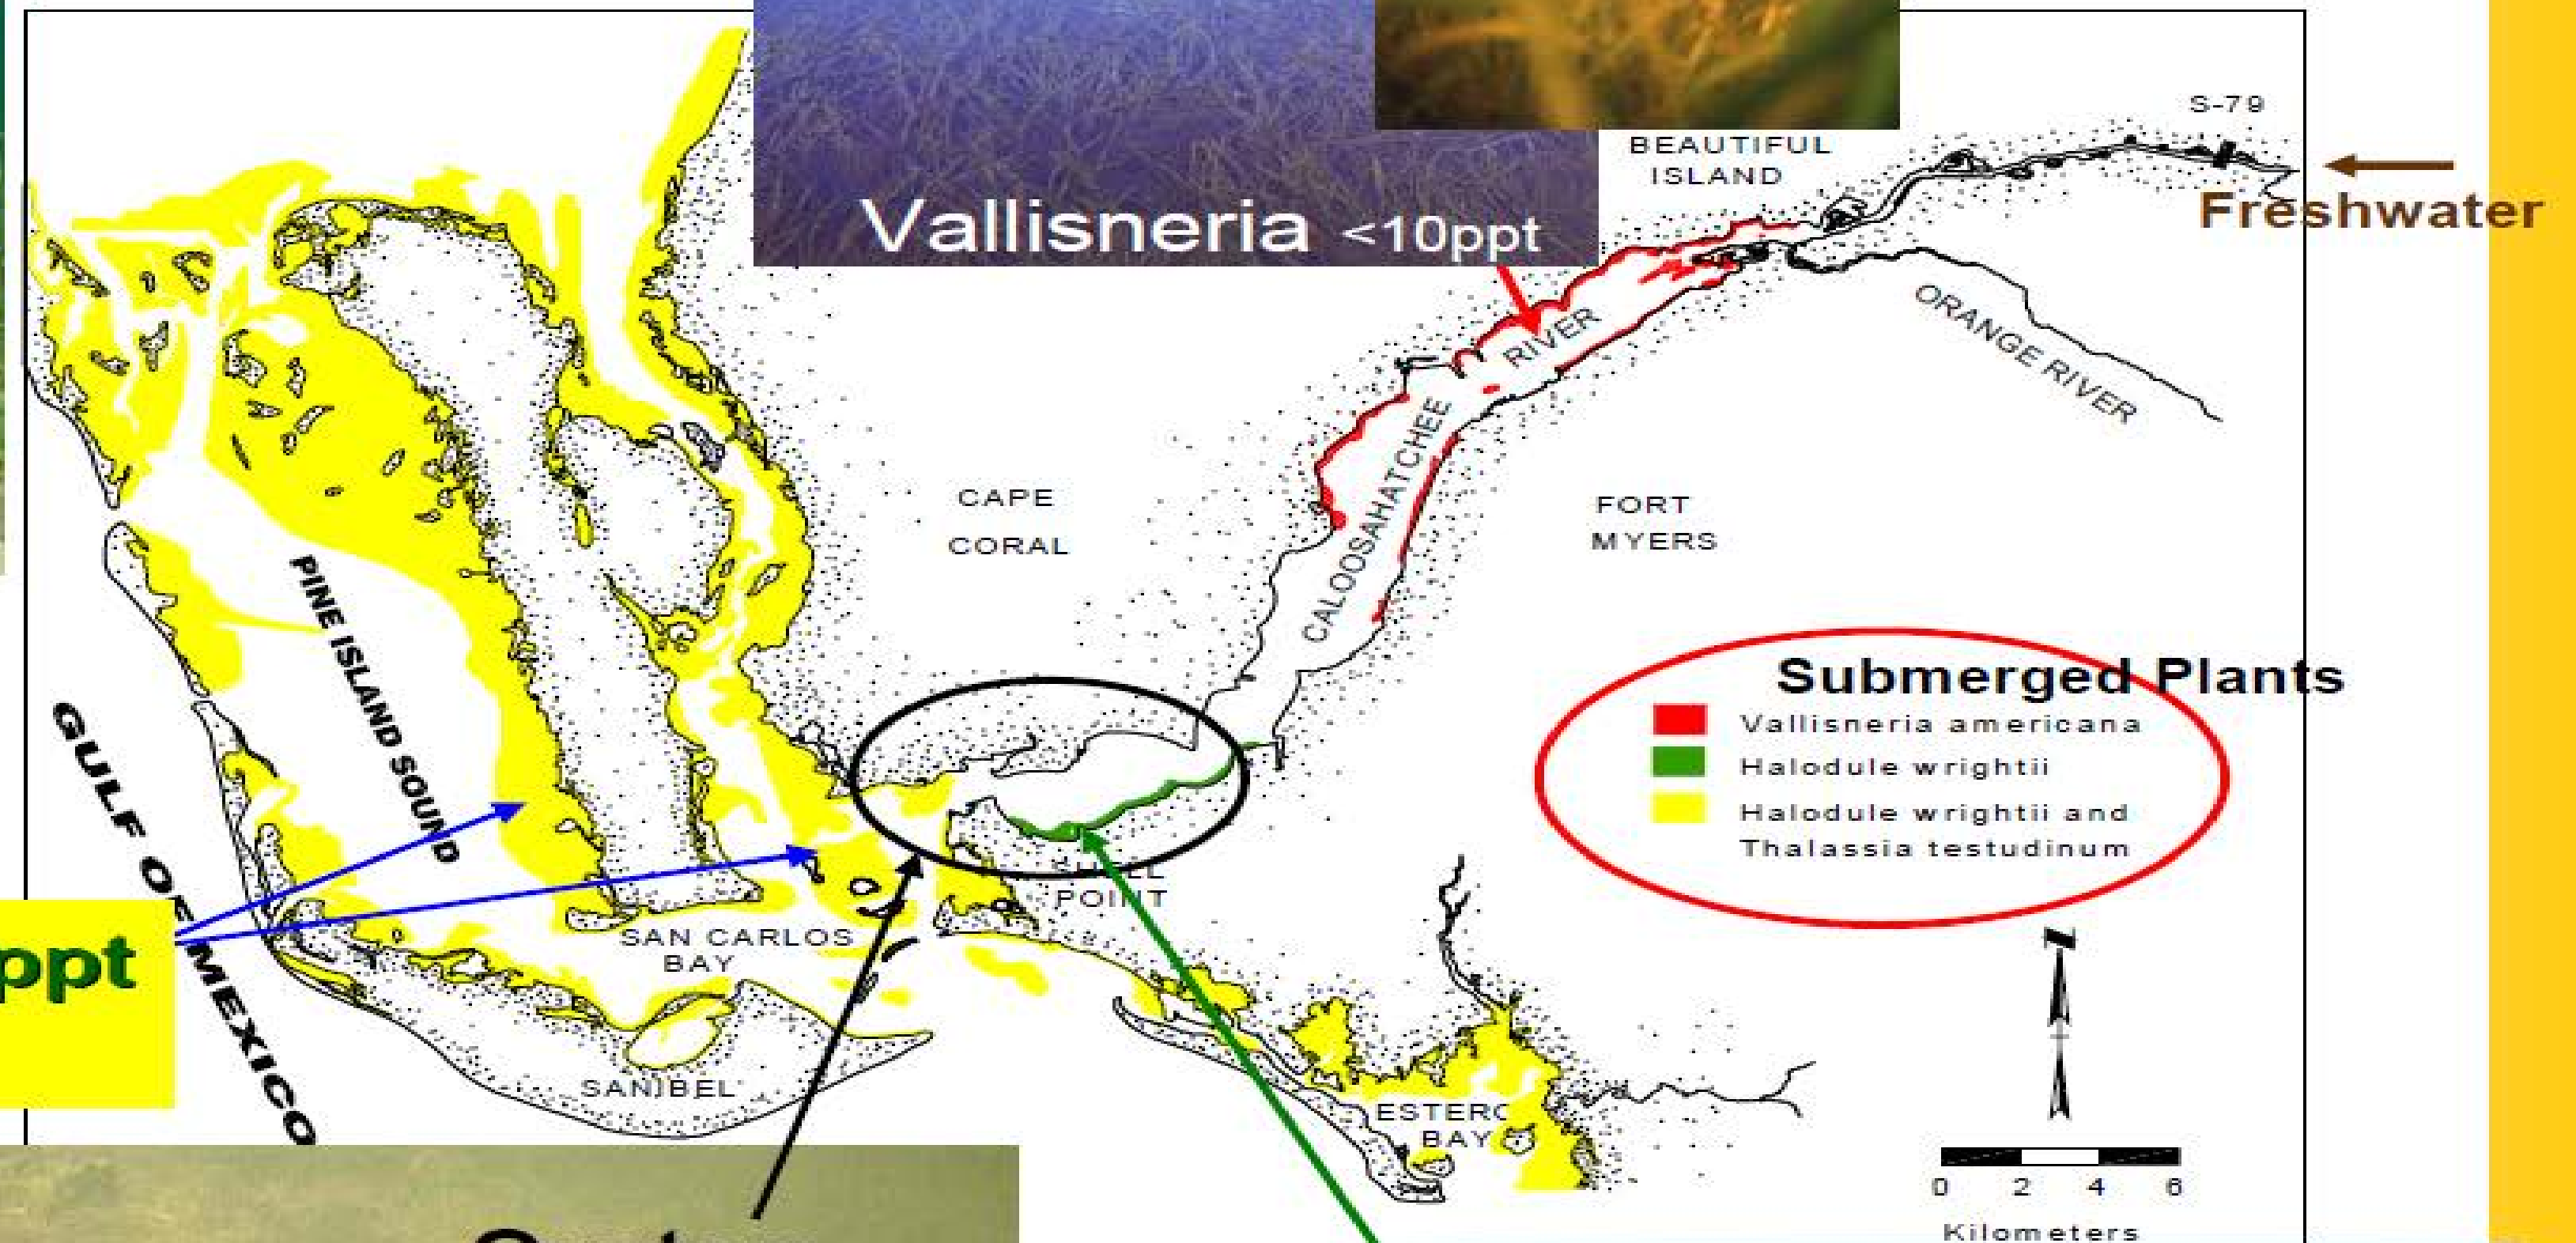 S-79
BEAUTIFUL
ISLAND
Freshwater
Vallisneria <10ppt
RIVER
ORANGE RIVER
CALOOSAHATCHEE
CAPE
CORAL
FORT
MYERS
PINE ISLAND SOUND
GULF OF MEXICO
Submerged Plants
Vallisneria americana
Halodule wrightii
Halodule wrightii and
Thalassia testudinum
POINT
SAN CARLOS
BAY
ppt
N
SANIBEL
ESTERO
BAY
0 2 4 6
Kilometers